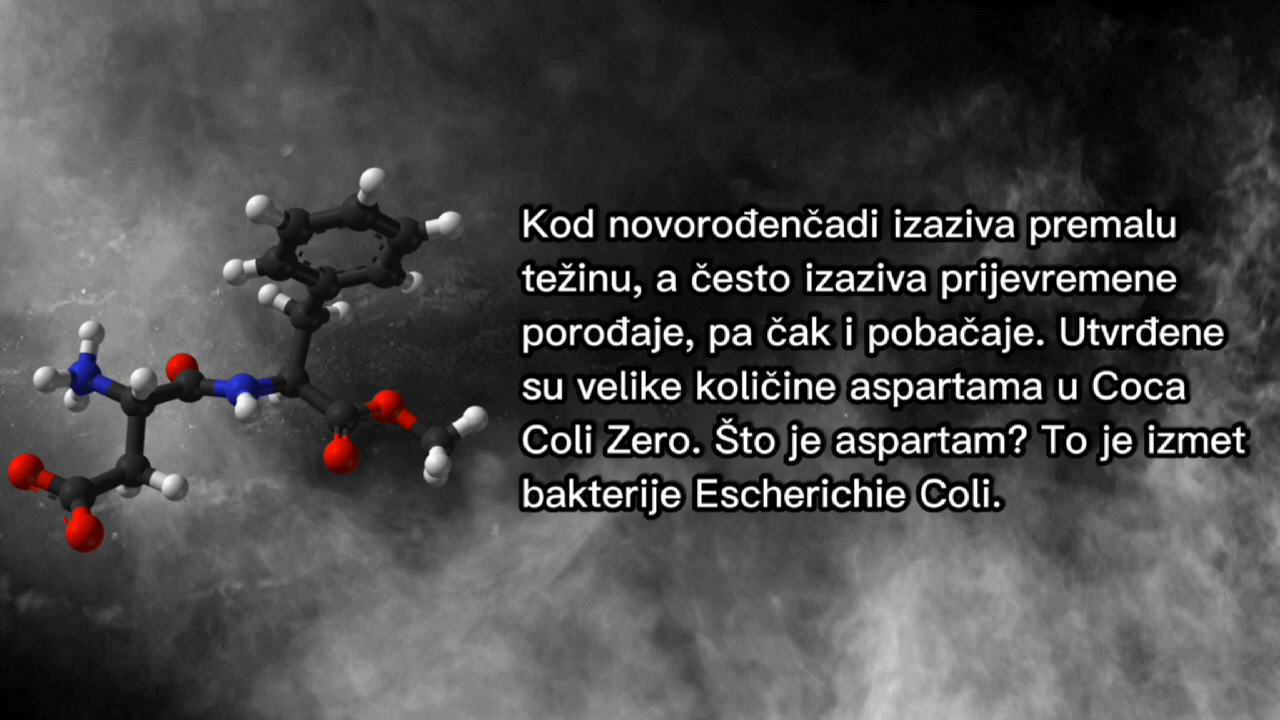 Kod novorođenčadi izaziva premalu
težinu, a često izaziva prijevremene
porođaje, pa čak i pobačaje. Utvrđene
su velike količine aspartama u Coca
Coli Zero. Što je aspartam? To je izmet
bakterije Escherichie Coli.